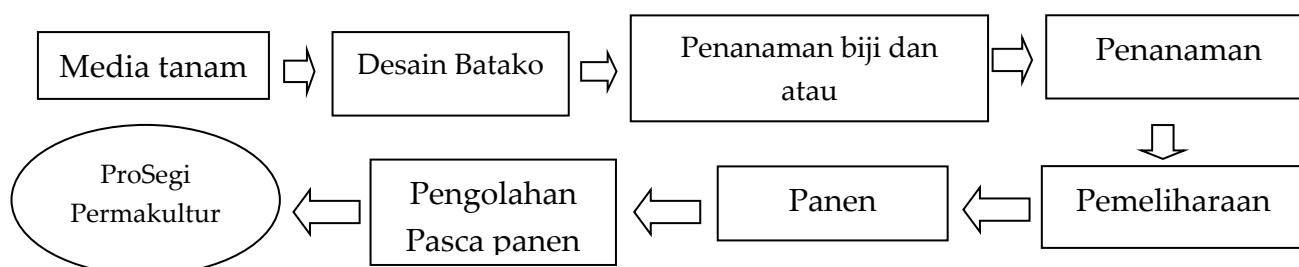 Media tanam
Desain Batako
Penanaman biji dan
atau
Penanaman
Pemeliharaan
Panen
Pengolahan
Pasca panen
ProSegi
Permakultur